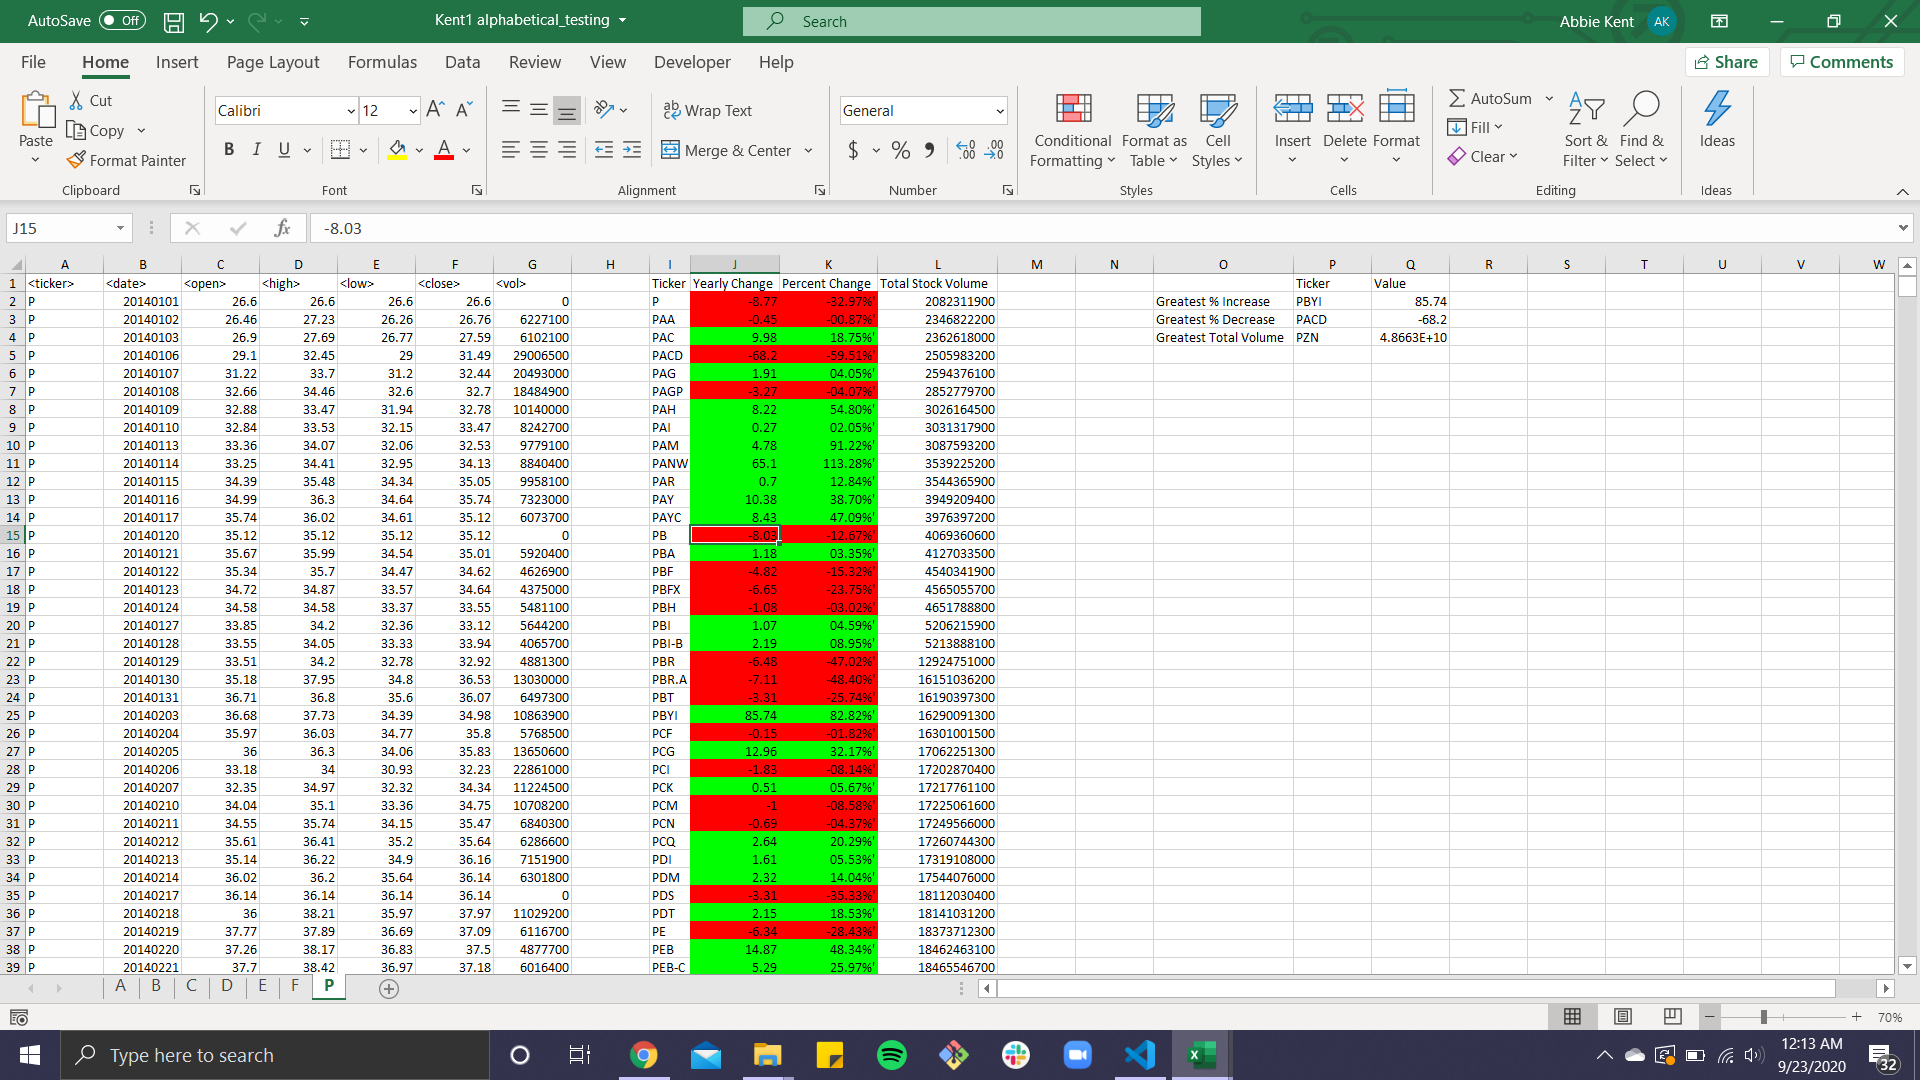 AutoSave Off Kent1 alphabetical_testing Search Abbie Kent AK
File Home Insert Page Layout Formulas Data Review View Developer Help Share Comments
Paste Cut Copy Format Painter Clipboard
Calibri 12 B I U Font
Wrap Text Merge & Center Alignment
General $ % Number
Conditional Formatting Format as Table Cell Styles Styles
Insert Delete Format Cells
AutoSum Fill Clear Sort & Filter Find & Select Editing
Ideas Ideas
J15 fx -8.03
A B C D E F G H I J K L M N O P Q R S T U V W
1 <ticker> <date> <open> <high> <low> <close> <vol> Ticker Yearly Change Percent Change Total Stock Volume Ticker Value
2 P 20140101 26.6 26.6 26.6 26.6 0 P -8.77 -32.97%' 2082311900 Greatest % Increase PBYI 85.74
3 P 20140102 26.46 27.23 26.26 26.76 6227100 PAA -0.45 -00.87%' 2346822200 Greatest % Decrease PACD -68.2
4 P 20140103 26.9 27.69 26.77 27.59 6102100 PAC 9.98 18.75%' 2362618000 Greatest Total Volume PZN 4.8663E+10
5 P 20140106 29.1 32.45 29 31.49 29006500 PACD -68.2 -59.51%' 2505983200
6 P 20140107 31.22 33.7 31.2 32.44 20493000 PAG 1.91 04.05%' 2594376100
7 P 20140108 32.66 34.46 32.6 32.7 18484900 PAGP -3.27 -04.07%' 2852779700
8 P 20140109 32.88 33.47 31.94 32.78 10140000 PAH 8.22 54.80%' 3026164500
9 P 20140110 32.84 33.53 32.15 33.47 8242700 PAI 0.27 02.05%' 3031317900
10 P 20140113 33.36 34.07 32.06 32.53 9779100 PAM 4.78 91.22%' 3087593200
11 P 20140114 33.25 34.41 32.95 34.13 8840400 PANW 65.1 113.28%' 3539225200
12 P 20140115 34.39 35.48 34.34 35.05 9958100 PAR 0.7 12.84%' 3544365900
13 P 20140116 34.99 36.3 34.64 35.74 7323000 PAY 10.38 38.70%' 3949209400
14 P 20140117 35.74 36.02 34.61 35.12 6073700 PAYC 8.43 47.09%' 3976397200
15 P 20140120 35.12 35.12 35.12 35.12 0 PB -8.03 -12.67%' 4069360600
16 P 20140121 35.67 35.99 34.54 35.01 5920400 PBA 1.18 03.35%' 4127033500
17 P 20140122 35.34 35.7 34.47 34.62 4626900 PBF -4.82 -15.32%' 4540341900
18 P 20140123 34.72 34.87 33.57 34.64 4375000 PBFX -6.65 -23.75%' 4565055700
19 P 20140124 34.58 34.58 33.37 33.55 5481100 PBH -1.08 -03.02%' 4651788800
20 P 20140127 33.85 34.2 32.36 33.12 5644200 PBI 1.07 04.59%' 5206215900
21 P 20140128 33.55 34.05 33.33 33.94 4065700 PBI-B 2.19 08.95%' 5213888100
22 P 20140129 33.51 34.2 32.78 32.92 4881300 PBR -6.48 -47.02%' 12924751000
23 P 20140130 35.18 37.95 34.8 36.53 13030000 PBR.A -7.11 -48.40%' 16151036200
24 P 20140131 36.71 36.8 35.6 36.07 6497300 PBT -3.31 -25.74%' 16190397300
25 P 20140203 36.68 37.73 34.39 34.98 10863900 PBYI 85.74 82.82%' 16290091300
26 P 20140204 35.97 36.03 34.77 35.8 5768500 PCF -0.15 -01.82%' 16301001500
27 P 20140205 36 36.3 34.06 35.83 13650600 PCG 12.96 32.17%' 17062251300
28 P 20140206 33.18 34 30.93 32.23 22861000 PCI -1.83 -08.14%' 17202870400
29 P 20140207 32.35 34.97 32.32 34.34 11224500 PCK 0.51 05.67%' 17217761100
30 P 20140210 34.04 35.1 33.36 34.75 10708200 PCM -1 -08.58%' 17225061600
31 P 20140211 34.55 35.74 34.15 35.47 6840300 PCN -0.69 -04.37%' 17249566000
32 P 20140212 35.61 36.41 35.2 35.64 6286600 PCQ 2.64 20.29%' 17260744300
33 P 20140213 35.14 36.22 34.9 36.16 7151900 PDI 1.61 05.53%' 17319108000
34 P 20140214 36.02 36.2 35.64 36.14 6301800 PDM 2.32 14.04%' 17544076000
35 P 20140217 36.14 36.14 36.14 36.14 0 PDS -3.31 -35.33%' 18112030400
36 P 20140218 36 38.21 35.97 37.97 11029200 PDT 2.15 18.53%' 18141031200
37 P 20140219 37.77 37.89 36.69 37.09 6116700 PE -6.34 -28.43%' 18373712300
38 P 20140220 37.26 38.17 36.83 37.5 4877700 PEB 14.87 48.34%' 18462463100
39 P 20140221 37.7 38.42 36.97 37.18 6016400 PEB-C 5.29 25.97%' 18465546700
A B C D E F P
70%
Type here to search 12:13 AM
9/23/2020 32